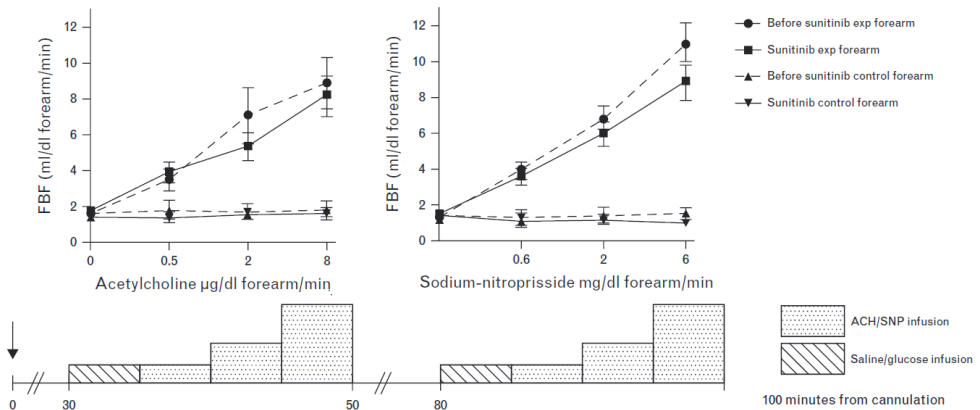 12
10
8
6
4
2
0
FBF (ml/dl forearm/min)
0
0.5
2
8
Acetylcholine µg/dl forearm/min
12
10
8
6
4
2
0
FBF (ml/dl forearm/min)
0.6
2
6
Sodium-nitroprisside mg/dl forearm/min
Before sunitinib exp forearm
Sunitinib exp forearm
Before sunitinib control forearm
Sunitinib control forearm
0
30
50
80
ACH/SNP infusion
Saline/glucose infusion
100 minutes from cannulation